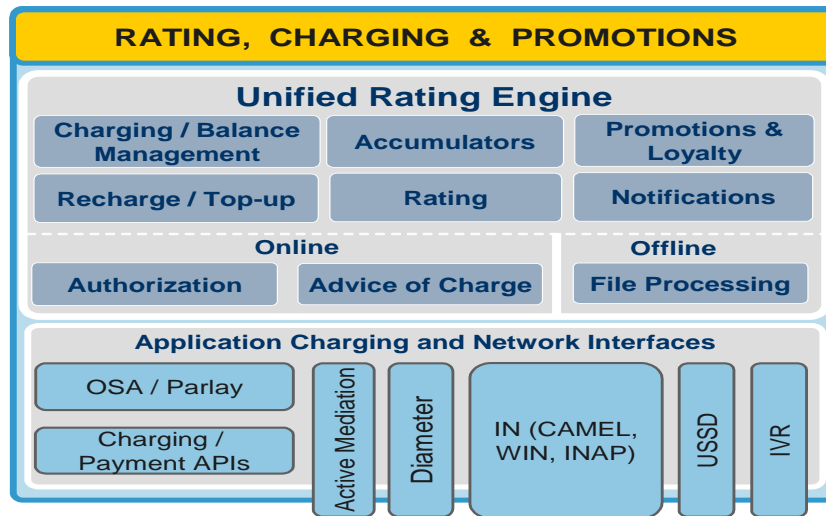 RATING, CHARGING & PROMOTIONS
Unified Rating Engine
Charging / Balance
Management
Accumulators
Promotions &
Loyalty
Recharge / Top-up
Rating
Notifications
Online
Offline
Authorization
Advice of Charge
File Processing
Application Charging and Network Interfaces
OSA / Parlay
Charging /
Payment APIs
Active Mediation
Diameter
IN (CAMEL,
WIN, INAP)
USSD
IVR